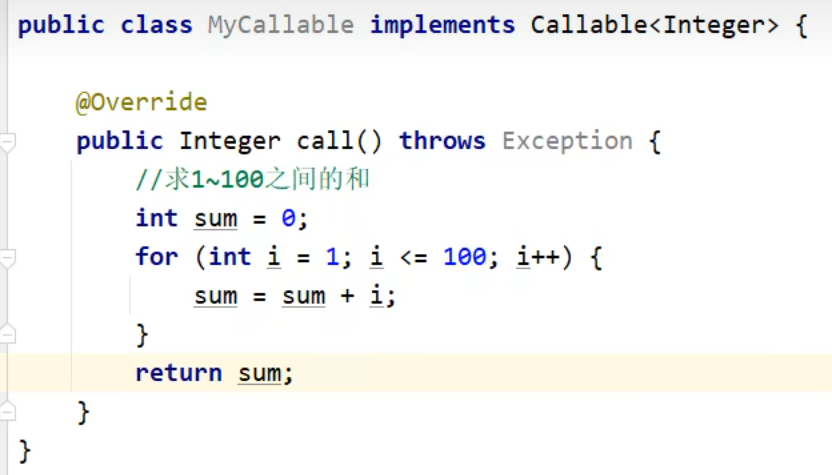 public class MyCallable implements Callable<Integer> {
@Override
public Integer call() throws Exception {
//求1~100之间的和
int sum = 0;
for (int i = 1; i <= 100; i++) {
sum = sum + i;
}
return sum;
}
}